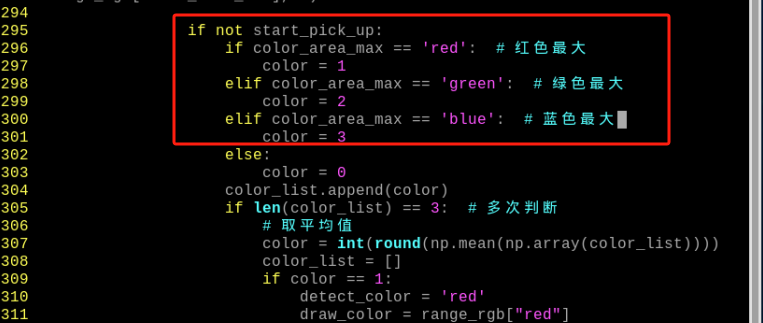 294
295 if not start_pick_up:
296 if color_area_max == 'red': # 红色最大
297 color = 1
298 elif color_area_max == 'green': # 绿色最大
299 color = 2
300 elif color_area_max == 'blue': # 蓝色最大
301 color = 3
302 else:
303 color = 0
304 color_list.append(color)
305 if len(color_list) == 3: # 多次判断
306 # 取平均值
307 color = int(round(np.mean(np.array(color_list))))
308 color_list = []
309 if color == 1:
310 detect_color = 'red'
311 draw_color = range_rgb["red"]